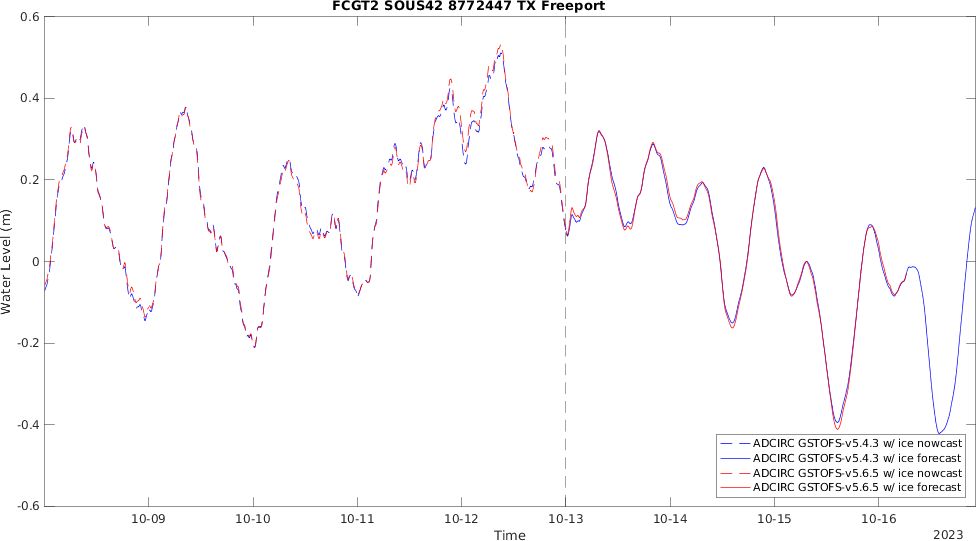 FCGT2 SOUS42 8772447 TX Freeport
0.6
0.4
0.2
0
-0.2
-0.4
-0.6
Water Level (m)
10-09
10-10
10-11
10-12
10-13
10-14
10-15
10-16
Time
2023
ADCIRC GSTOFS-v5.4.3 w/ ice nowcast
ADCIRC GSTOFS-v5.4.3 w/ ice forecast
ADCIRC GSTOFS-v5.6.5 w/ ice nowcast
ADCIRC GSTOFS-v5.6.5 w/ ice forecast